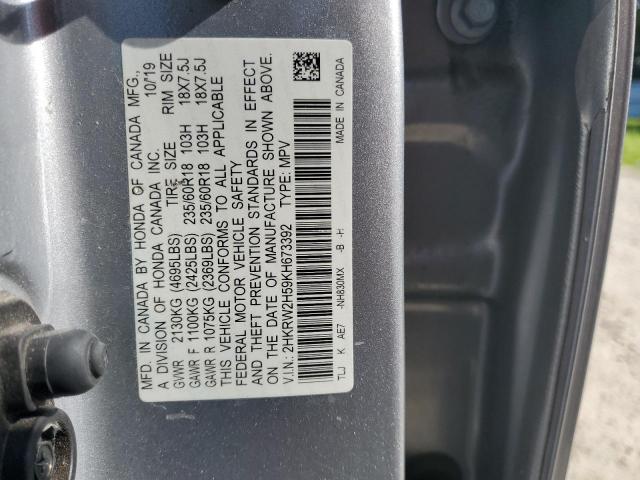 MFD. IN CANADA BY HONDA OF CANADA MFG.,
A DIVISION OF HONDA CANADA INC. 10/'19
GVWR 2130KG (4695LBS) TIRE SIZE RIM SIZE
GAWR F 1100KG (2425LBS) 235/60R18 103H 18X7.5J
GAWR R 1075KG (2369LBS) 235/60R18 103H 18X7.5J
THIS VEHICLE CONFORMS TO ALL APPLICABLE
FEDERAL MOTOR VEHICLE SAFETY
AND THEFT PREVENTION STANDARDS IN EFFECT
ON THE DATE OF MANUFACTURE SHOWN ABOVE.
V.I.N.: 2HKRW2H59KH673392 TYPE: MPV
TLJ K AE7 -NH830MX -B -H MADE IN CANADA